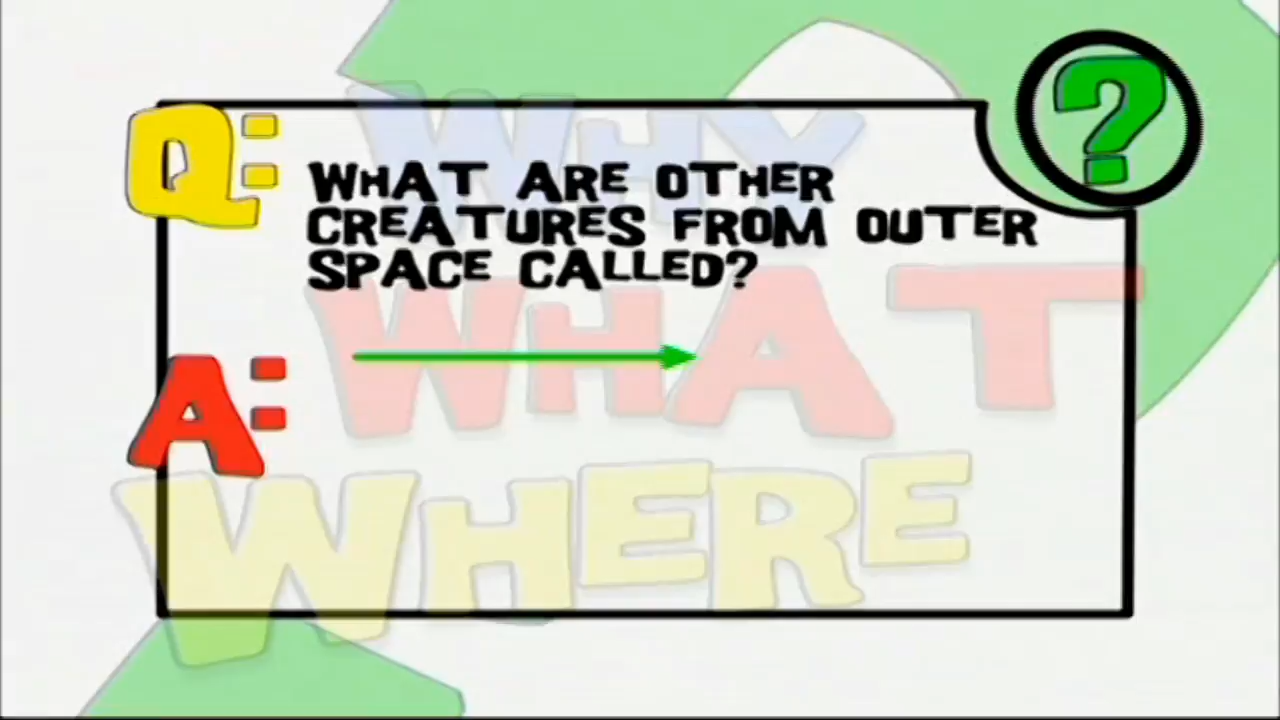 WHY
?
Q:
WHAT ARE OTHER
CREATURES FROM OUTER
SPACE CALLED?
WHAT
A:
WHERE